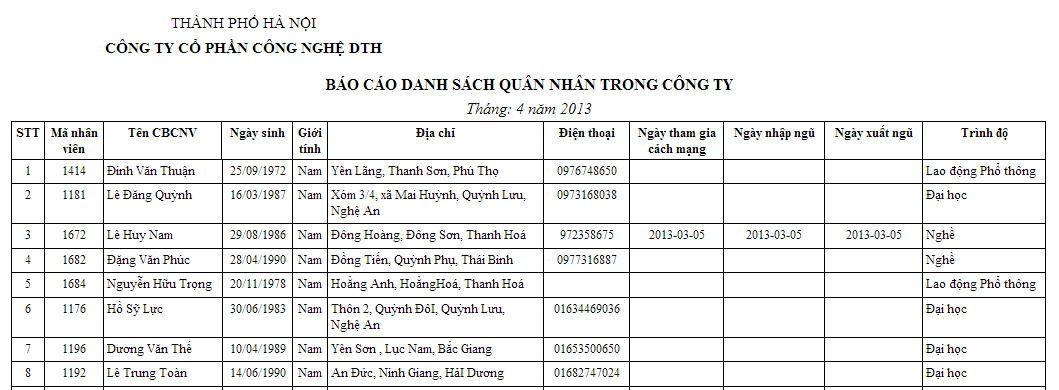 THÀNH PHỐ HÀ NỘI
CÔNG TY CỔ PHẦN CÔNG NGHỆ DTH
BÁO CÁO DANH SÁCH QUÂN NHÂN TRONG CÔNG TY
Tháng: 4 năm 2013
STT Mã nhân viên Tên CBCNV Ngày sinh Giới tính Địa chỉ Điện thoại Ngày tham gia cách mạng Ngày nhập ngũ Ngày xuất ngũ Trình độ
1 1414 Đinh Văn Thuận 25/09/1972 Nam Yên Lãng, Thanh Sơn, Phú Thọ 0976748650 Lao động Phổ thông
2 1181 Lê Đăng Quỳnh 16/03/1987 Nam Xóm 3/4, xã Mai Huỳnh, Quỳnh Lưu, Nghệ An 0973168038 Đại học
3 1672 Lê Huy Nam 29/08/1986 Nam Đông Hoàng, Đông Sơn, Thanh Hoá 972358675 2013-03-05 2013-03-05 2013-03-05 Nghề
4 1682 Đặng Văn Phúc 28/04/1990 Nam Đồng Tiến, Quỳnh Phụ, Thái Bình 0977316887 Nghề
5 1684 Nguyễn Hữu Trọng 20/11/1978 Nam Hoằng Anh, HoằngHoá, Thanh Hoá Lao động Phổ thông
6 1176 Hồ Sỹ Lực 30/06/1983 Nam Thôn 2, Quỳnh ĐôI, Quỳnh Lưu, Nghệ An 01634469036 Đại học
7 1196 Dương Văn Thế 10/04/1989 Nam Yên Sơn , Lục Nam, Bắc Giang 01653500650 Đại học
8 1192 Lê Trung Toàn 14/06/1990 Nam An Đức, Ninh Giang, HảI Dương 01682747024 Đại học